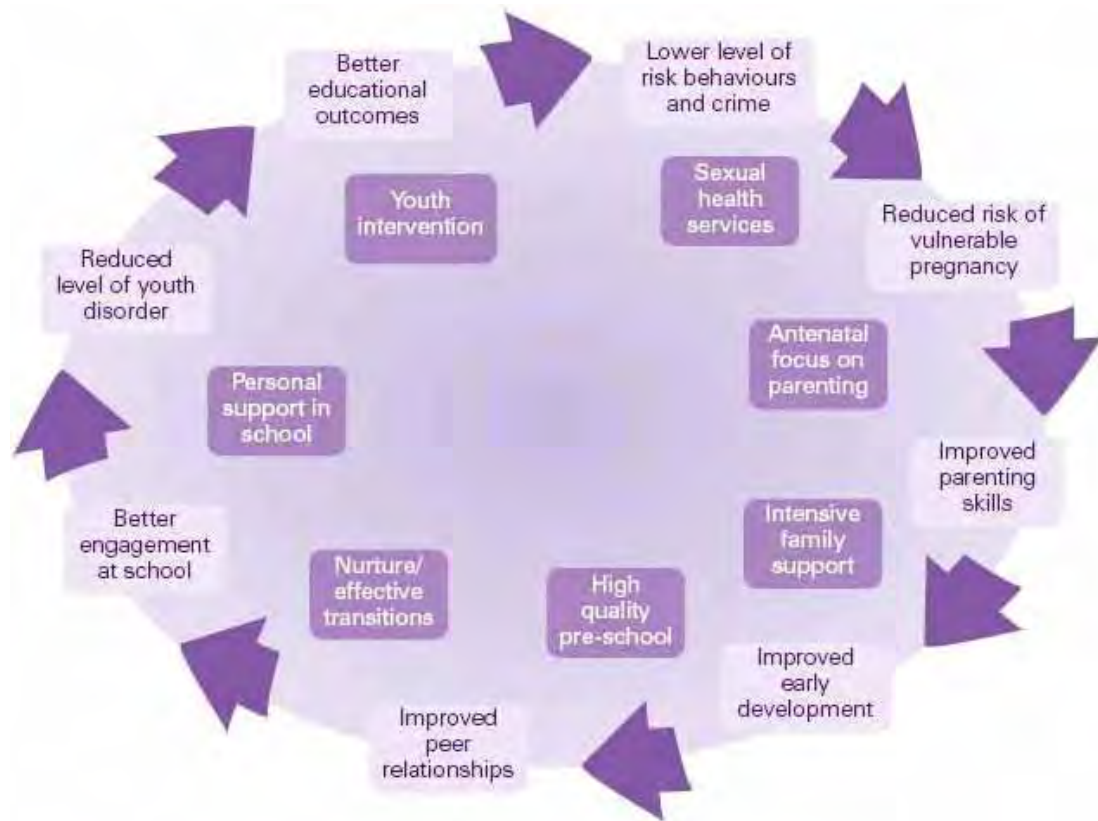 Better
educational
outcomes
Lower level of
risk behaviours
and crime
Reduced risk of
vulnerable
pregnancy
Improved
parenting
skills
Improved
early
development
Improved
peer
relationships
Better
engagement
at school
Reduced
level of youth
disorder
Youth
intervention
Sexual
health
services
Antenatal
focus on
parenting
Intensive
family
support
High
quality
pre-school
Nurture/
effective
transitions
Personal
support in
school